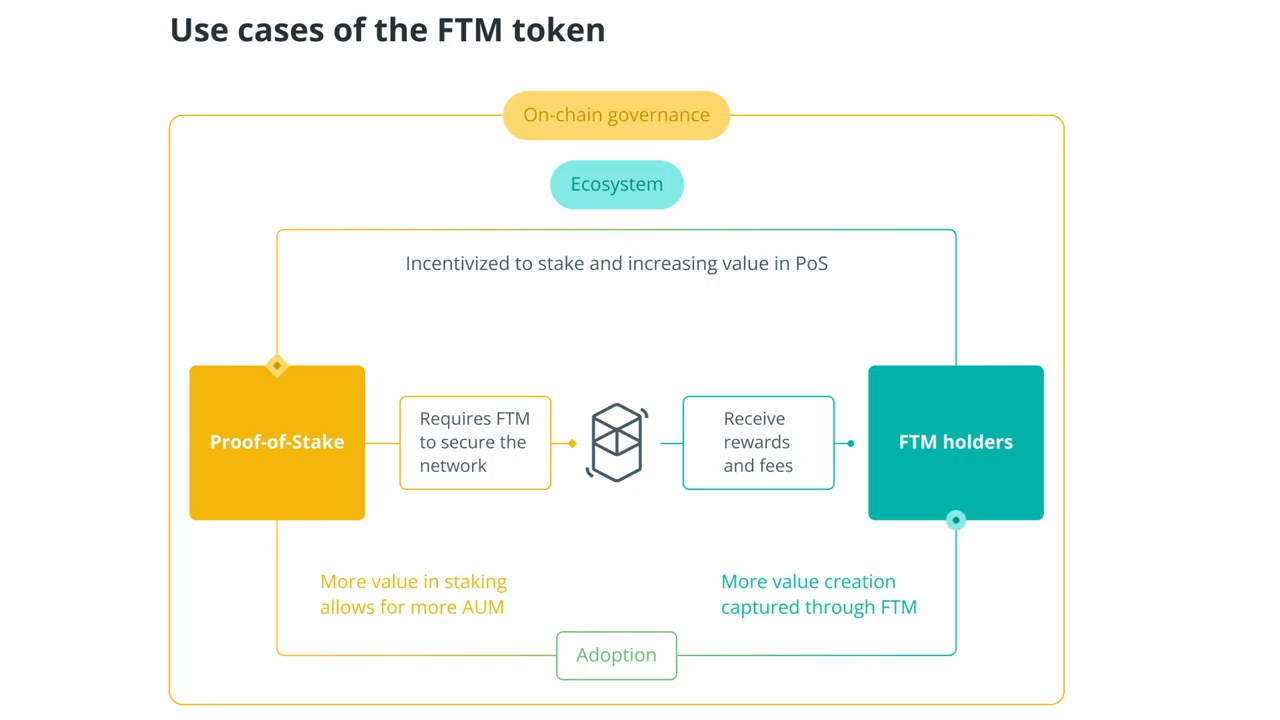 Use cases of the FTM token
On-chain governance
Ecosystem
Incentivized to stake and increasing value in PoS
Proof-of-Stake
Requires FTM
to secure the
network
Receive
rewards
and fees
FTM holders
More value in staking
allows for more AUM
More value creation
captured through FTM
Adoption